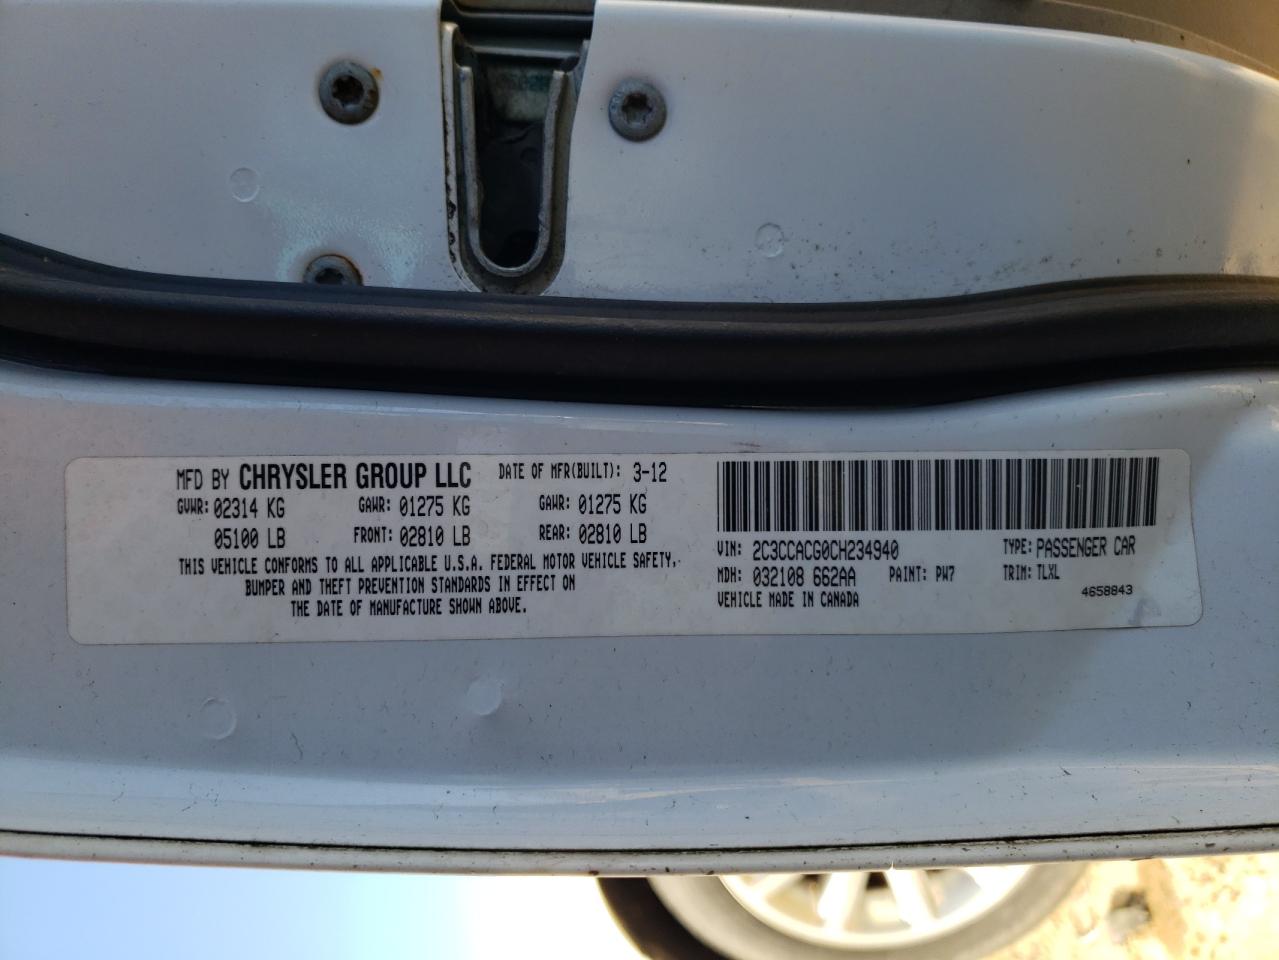 MFD BY CHRYSLER GROUP LLC DATE OF MFR(BUILT): 3-12
GVWR: 02314 KG GAWR: 01275 KG GAWR: 01275 KG
05100 LB FRONT: 02810 LB REAR: 02810 LB
THIS VEHICLE CONFORMS TO ALL APPLICABLE U.S.A. FEDERAL MOTOR VEHICLE SAFETY,
BUMPER AND THEFT PREVENTION STANDARDS IN EFFECT ON
THE DATE OF MANUFACTURE SHOWN ABOVE.
VIN: 2C3CCACG0CH234940 TYPE: PASSENGER CAR
MDH: 032108 662AA PAINT: PW7 TRIM: TLXL
VEHICLE MADE IN CANADA 4658843